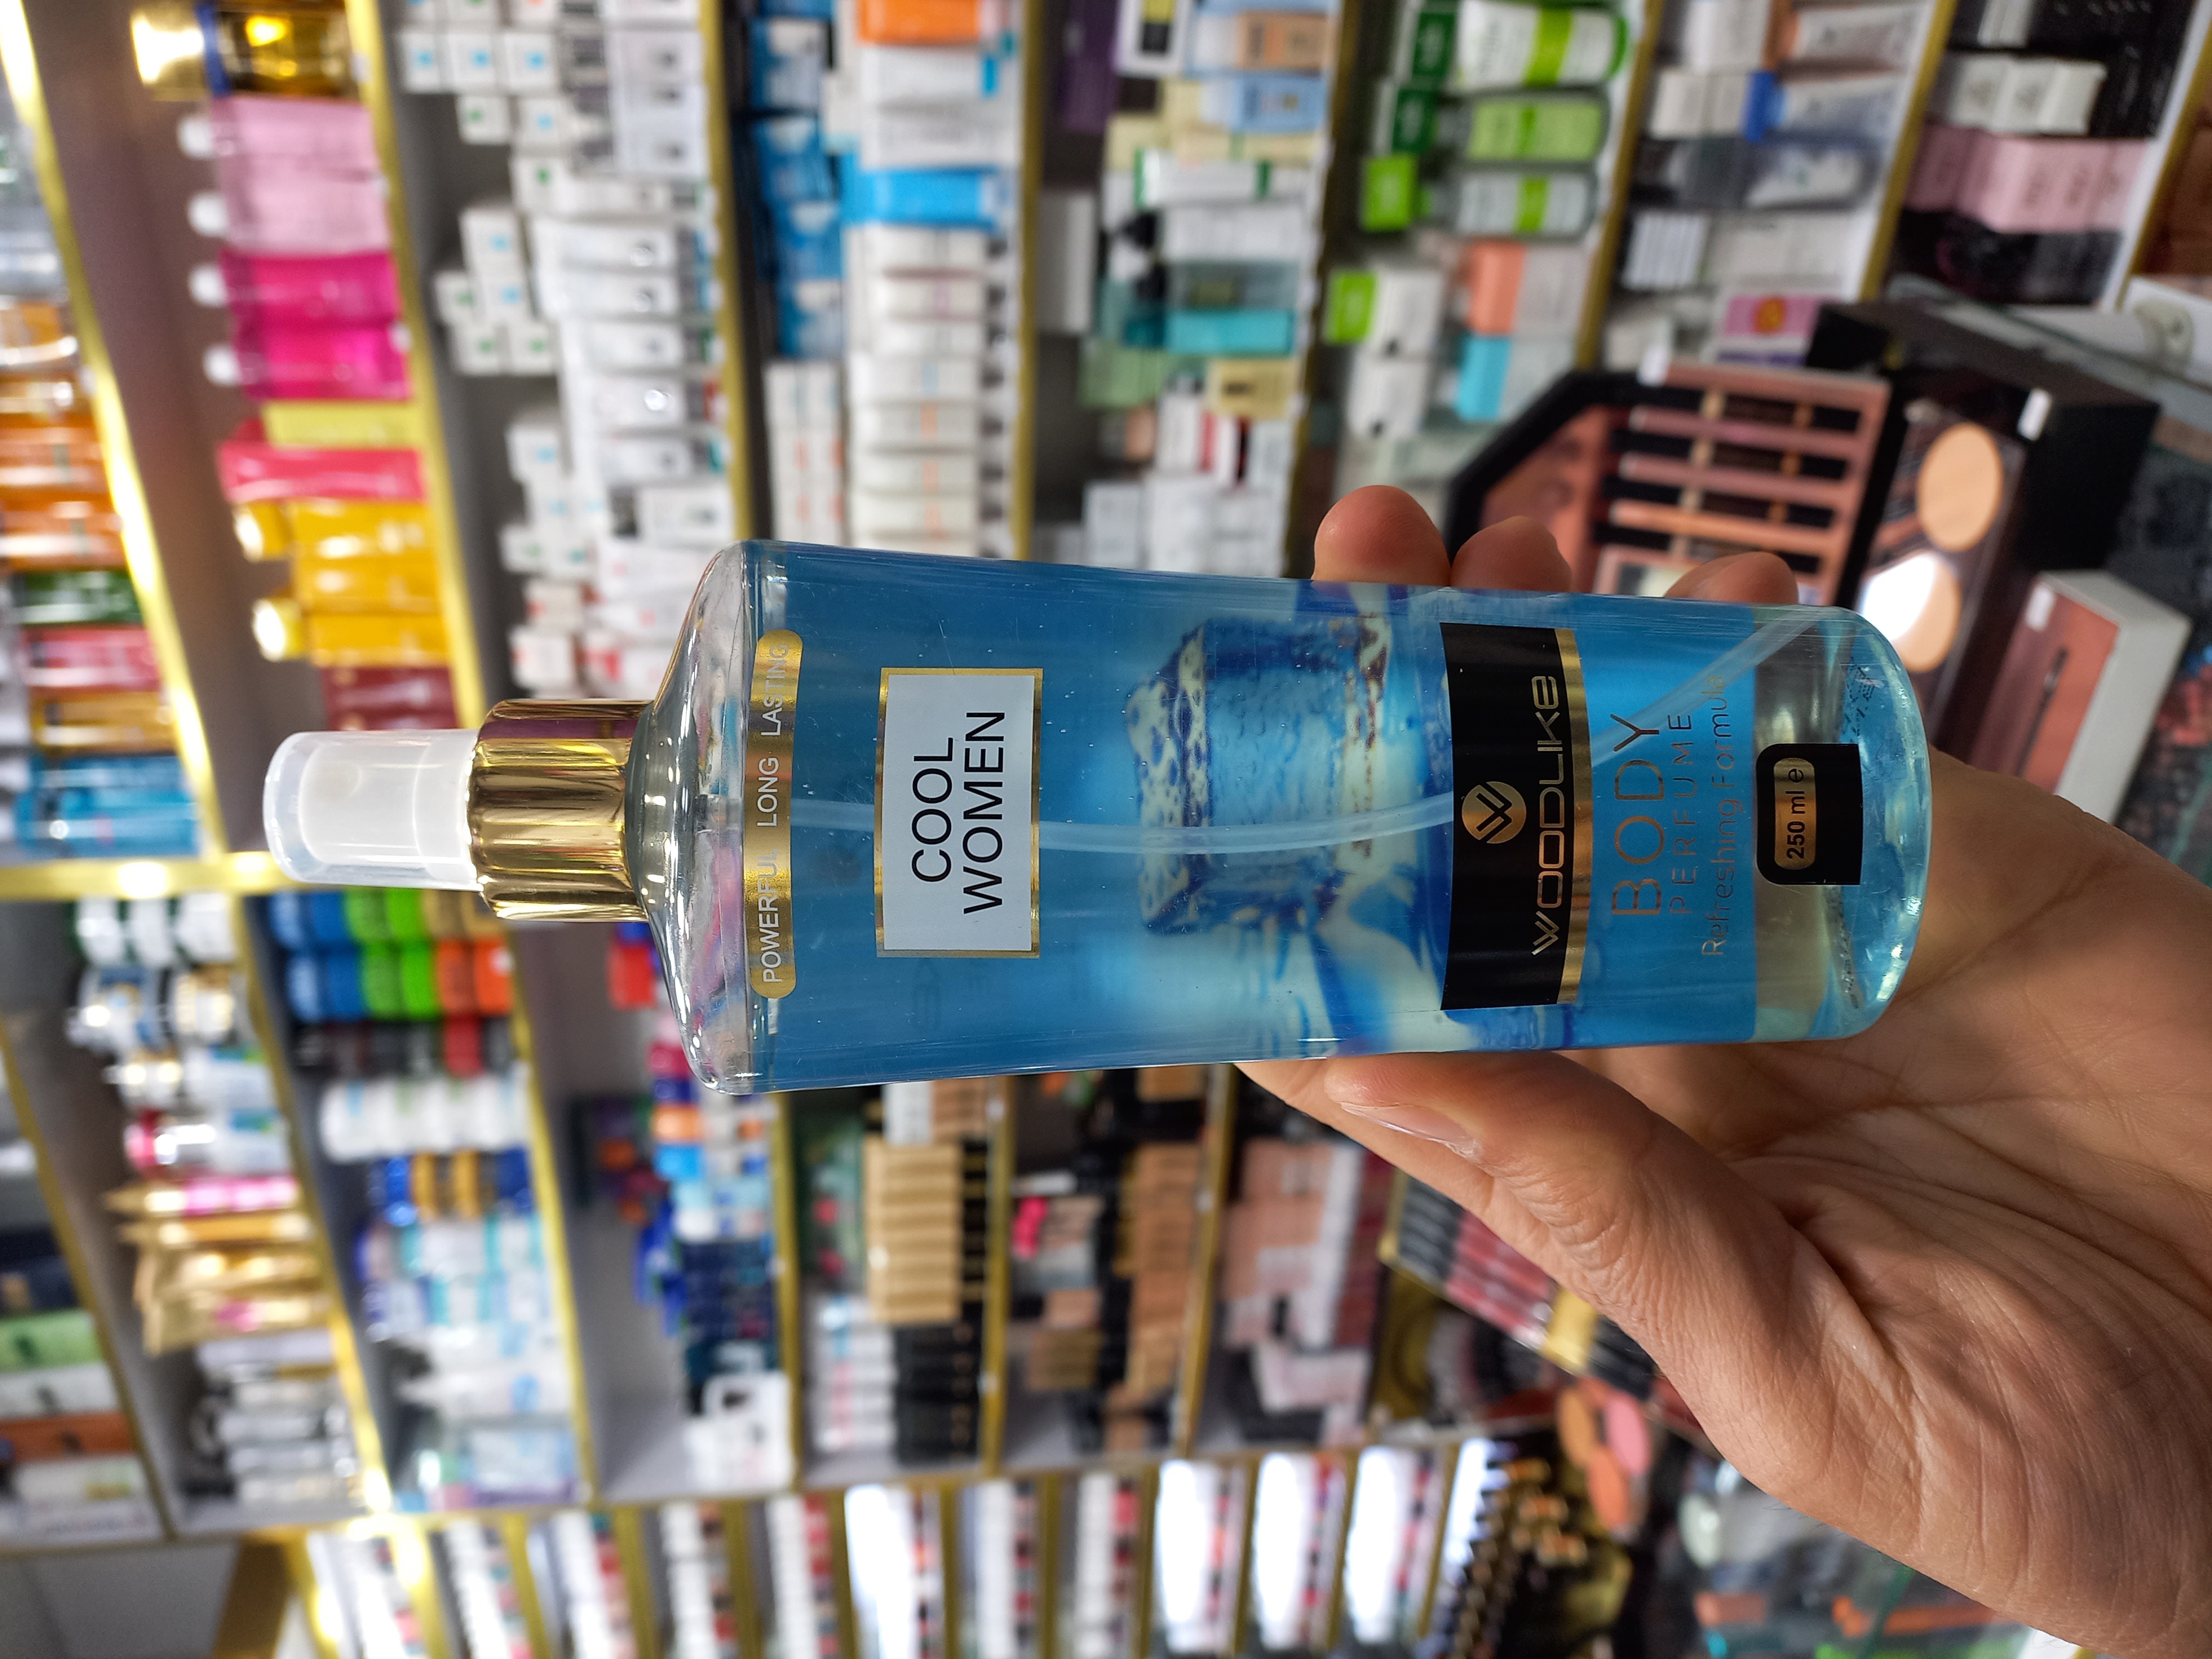 POWERFUL LONG LASTING
COOL
WOMEN
WOODLIKE
BODY
PERFUME
Refreshing Formula
250 ml e